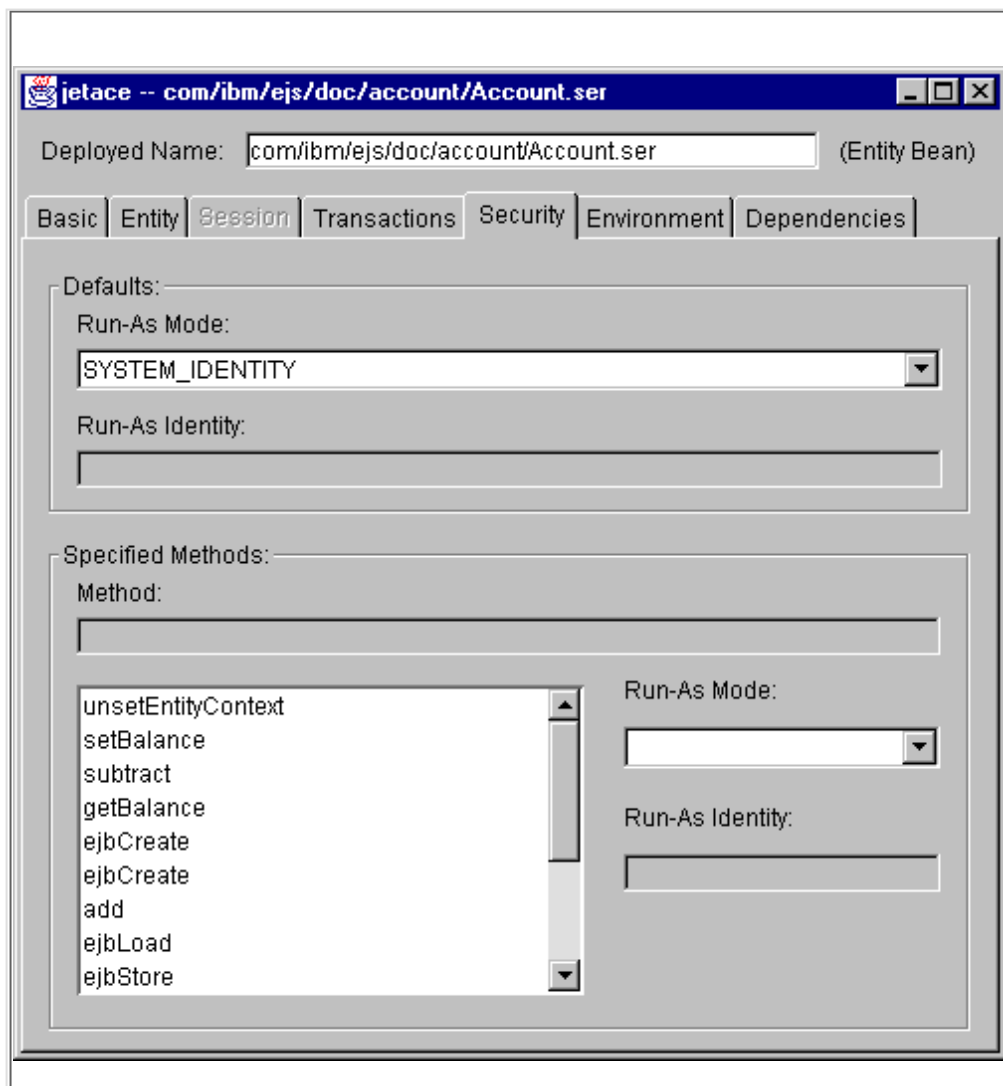 jetace -- com/ibm/ejs/doc/account/Account.ser
Deployed Name: com/ibm/ejs/doc/account/Account.ser (Entity Bean)
Basic Entity Session Transactions Security Environment Dependencies
Defaults:
Run-As Mode:
SYSTEM_IDENTITY
Run-As Identity:
Specified Methods:
Method:
unsetEntityContext
setBalance
subtract
getBalance
ejbCreate
ejbCreate
add
ejbLoad
ejbStore
Run-As Mode:
Run-As Identity: